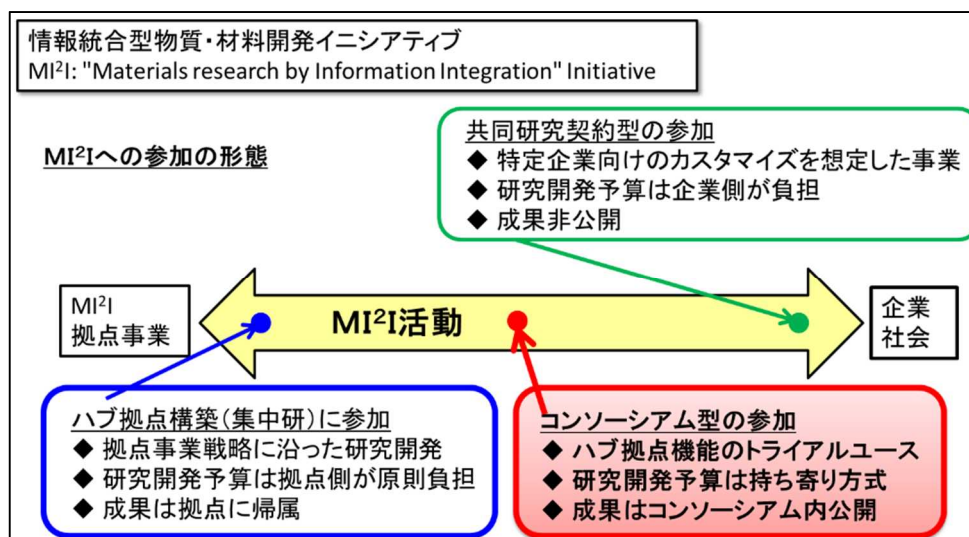 情報統合型物質・材料開発イニシアティブ
MI²I: "Materials research by Information Integration" Initiative
MI²Iへの参加の形態
共同研究契約型の参加
◆ 特定企業向けのカスタマイズを想定した事業
◆ 研究開発予算は企業側が負担
◆ 成果非公開
MI²I
拠点事業
MI²I活動
企業
社会
ハブ拠点構築(集中研)に参加
◆ 拠点事業戦略に沿った研究開発
◆ 研究開発予算は拠点側が原則負担
◆ 成果は拠点に帰属
コンソーシアム型の参加
◆ ハブ拠点機能のトライアルユース
◆ 研究開発予算は持ち寄り方式
◆ 成果はコンソーシアム内公開